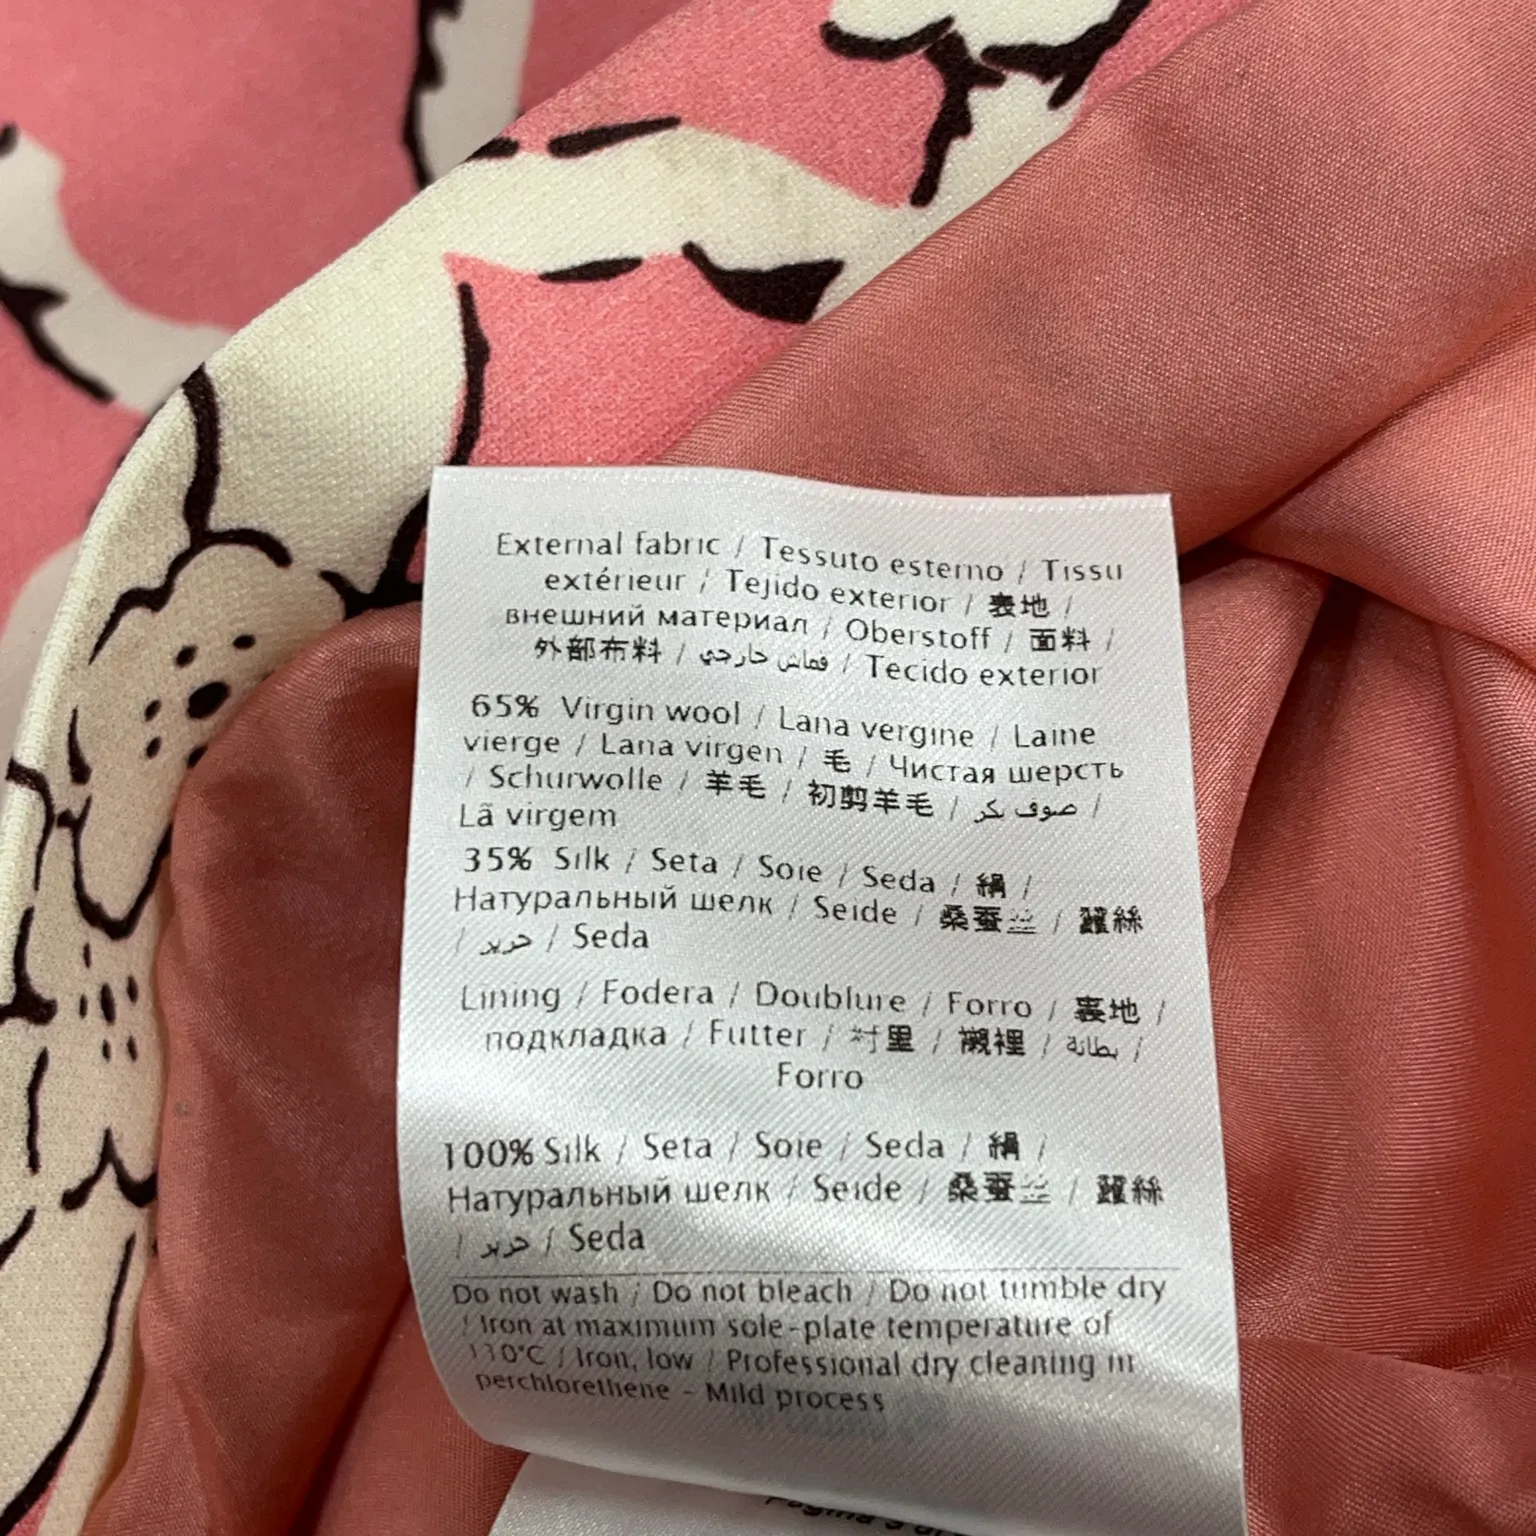 External fabric / Tessuto esterno / Tissu
extérieur / Tejido exterior / 表地 /
внешний материал / Oberstoff / 面料 /
外部布料 / قماش خارجي / Tecido exterior
65% Virgin wool / Lana vergine / Laine
vierge / Lana virgen / 毛 / Чистая шерсть
/ Schurwolle / 羊毛 / 初剪羊毛 / صوف بكر /
Lã virgem
35% Silk / Seta / Soie / Seda / 絹 /
Натуральный шелк / Seide / 桑蚕丝 / 蠶絲
/ حرير / Seda
Lining / Fodera / Doublure / Forro / 裏地 /
подкладка / Futter / 衬里 / 襯裡 / بطانة /
Forro
100% Silk / Seta / Soie / Seda / 絹 /
Натуральный шелк / Seide / 桑蚕丝 / 蠶絲
/ حرير / Seda
Do not wash / Do not bleach / Do not tumble dry
/ Iron at maximum sole-plate temperature of
110°C / Iron, low / Professional dry cleaning in
perchlorethene - Mild process